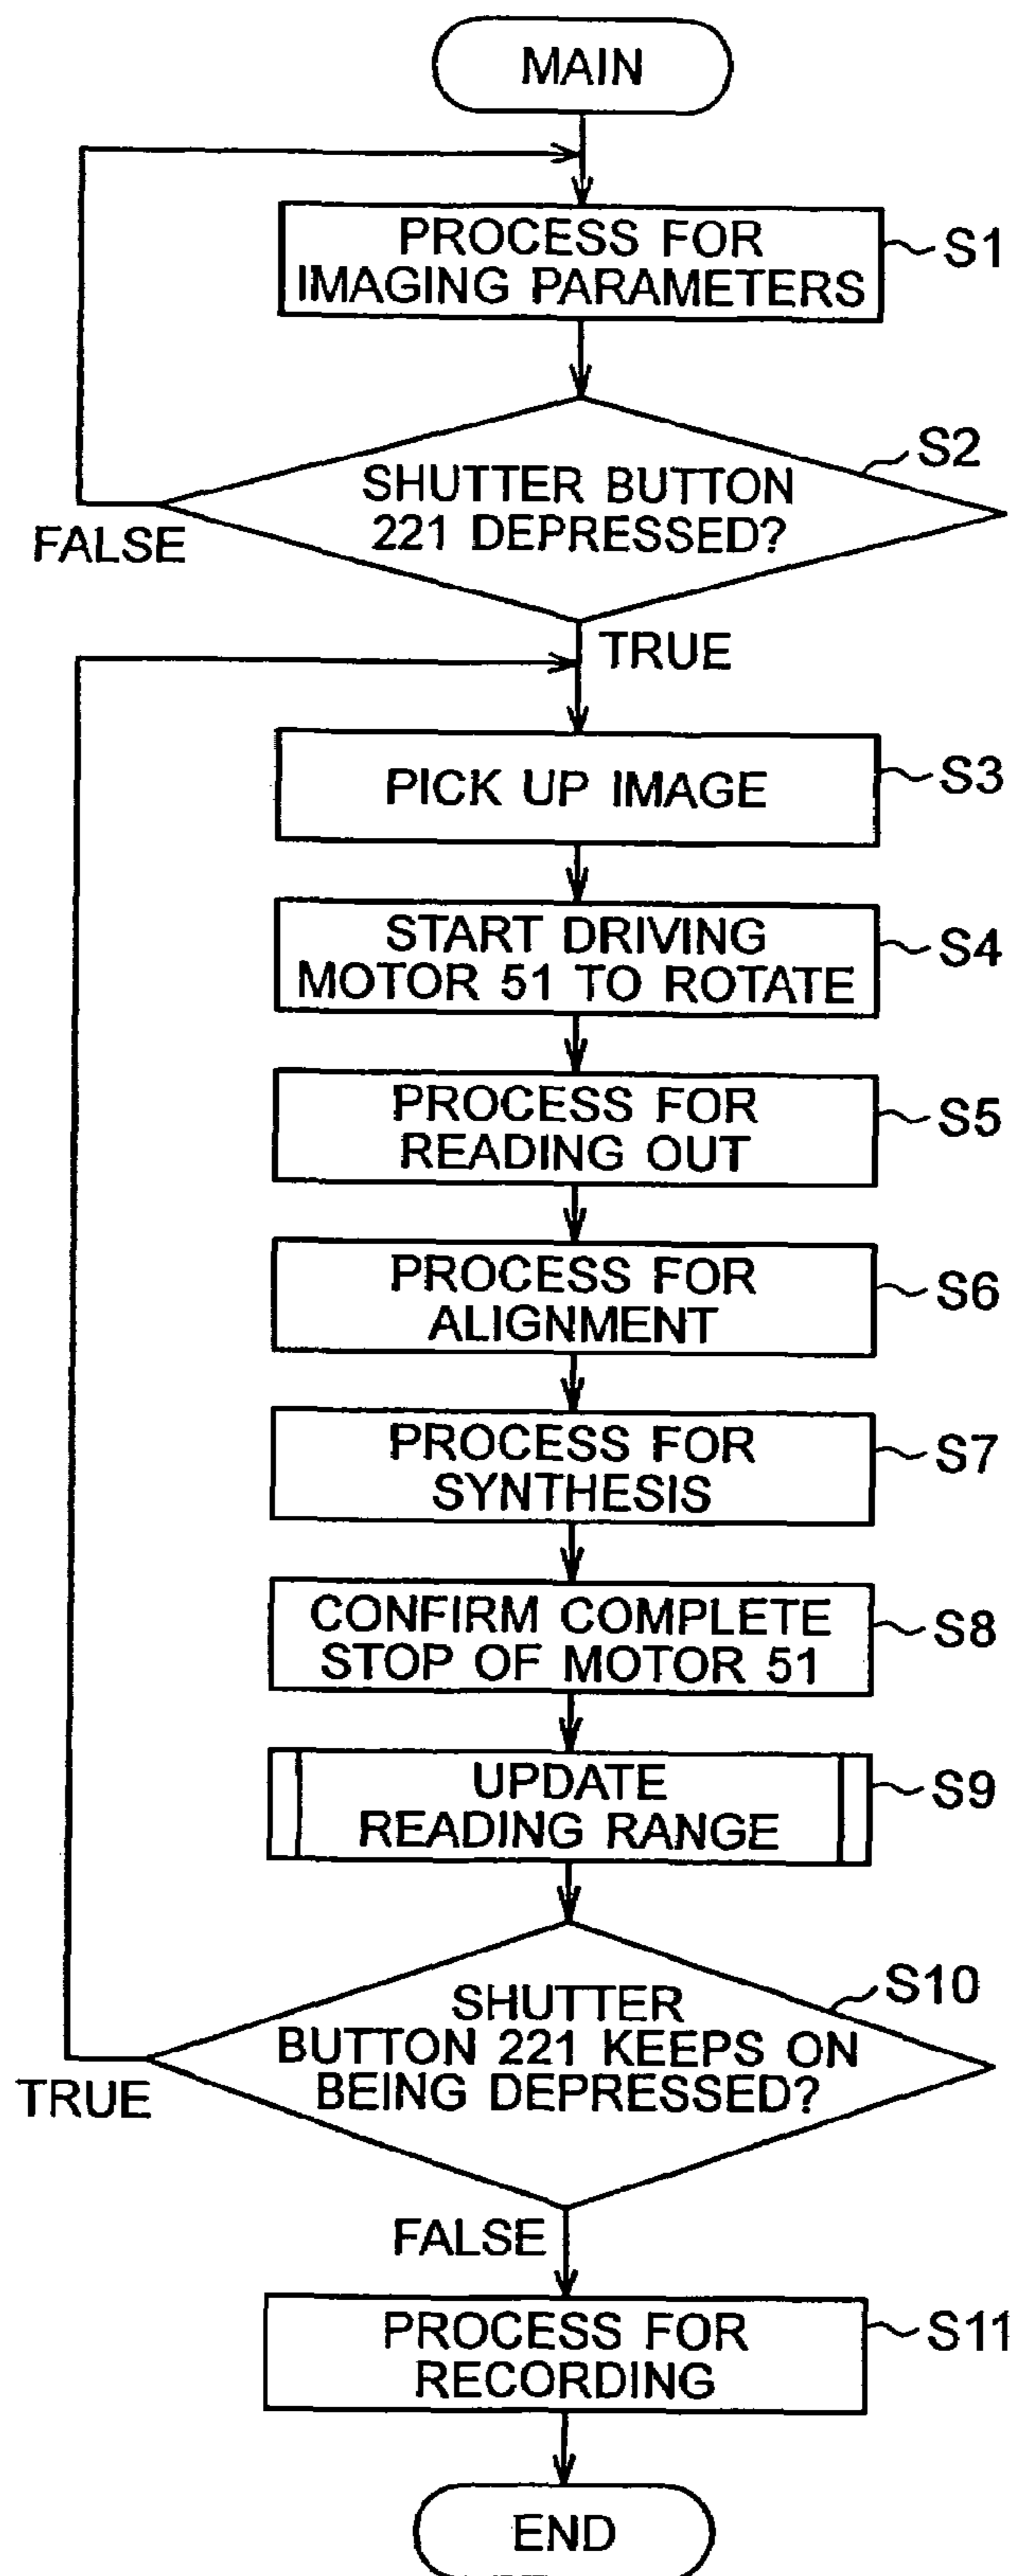 MAIN
PROCESS FOR
IMAGING PARAMETERS
S1
SHUTTER BUTTON
221 DEPRESSED?
S2
FALSE
TRUE
PICK UP IMAGE
S3
START DRIVING
MOTOR 51 TO ROTATE
S4
PROCESS FOR
READING OUT
S5
PROCESS FOR
ALIGNMENT
S6
PROCESS FOR
SYNTHESIS
S7
CONFIRM COMPLETE
STOP OF MOTOR 51
S8
UPDATE
READING RANGE
S9
SHUTTER
BUTTON 221 KEEPS ON
BEING DEPRESSED?
S10
TRUE
FALSE
PROCESS FOR
RECORDING
S11
END